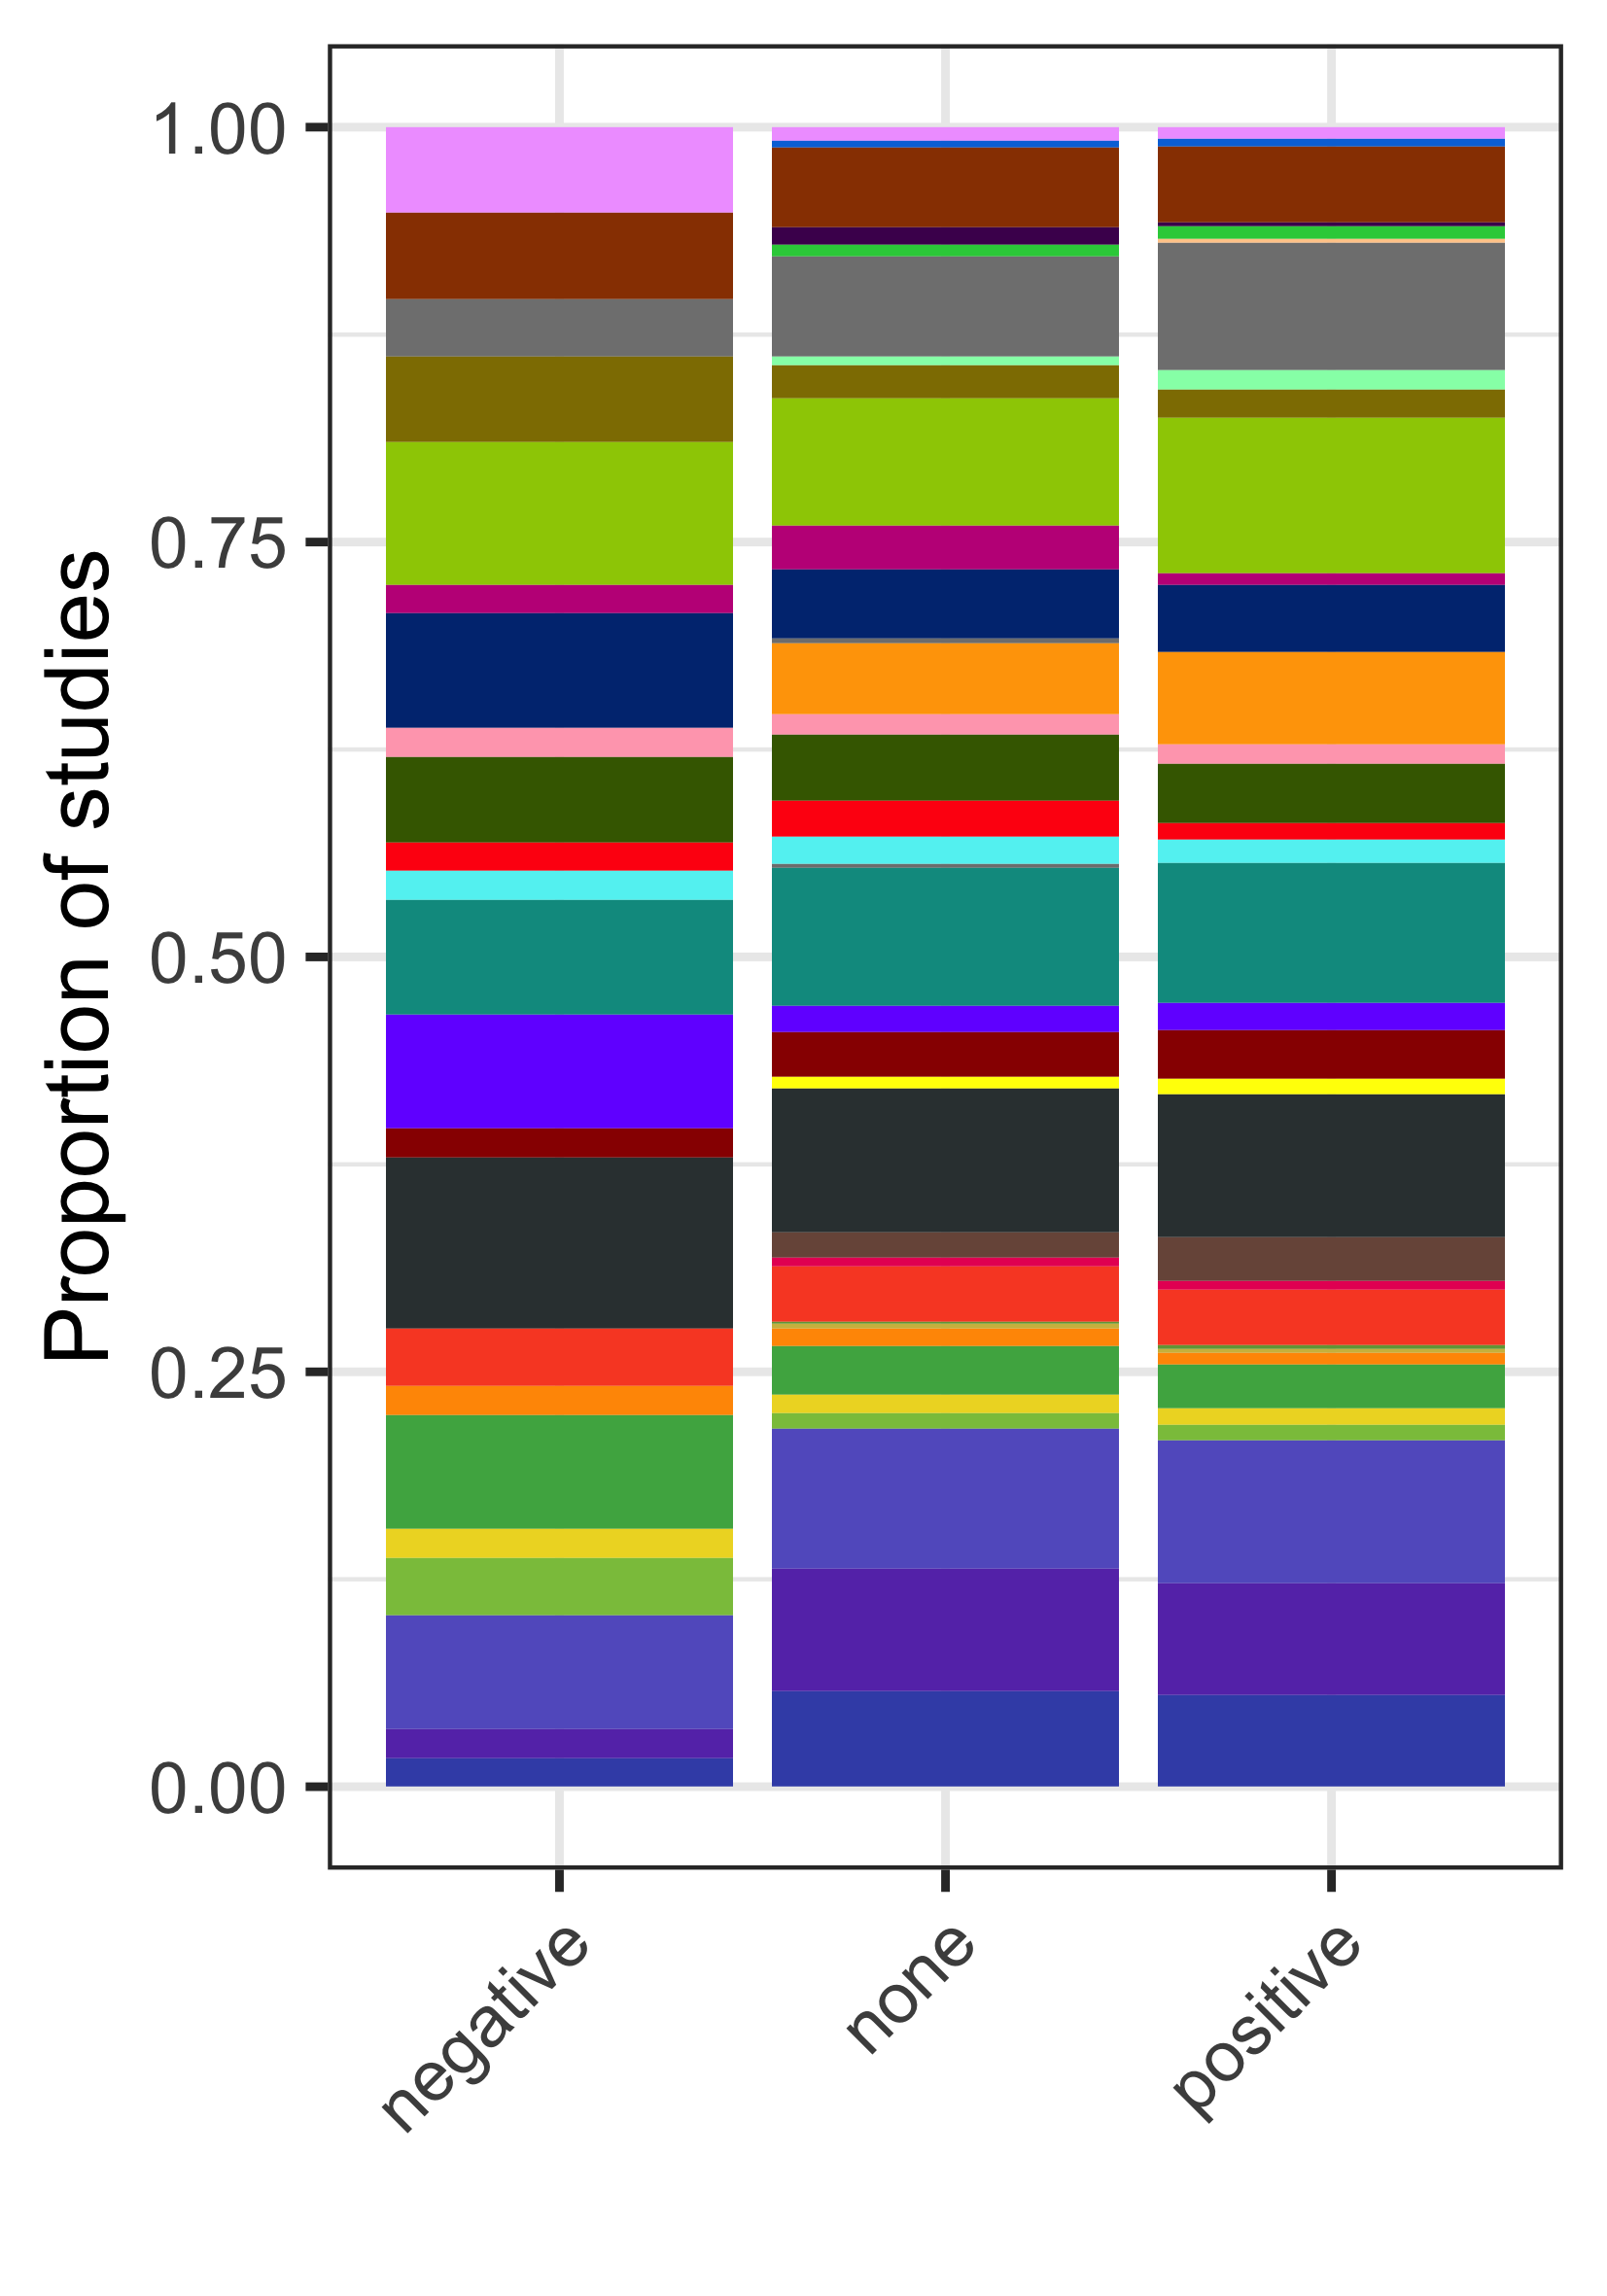 Proportion of studies
1.00
0.75
0.50
0.25
0.00
negative
none
positive